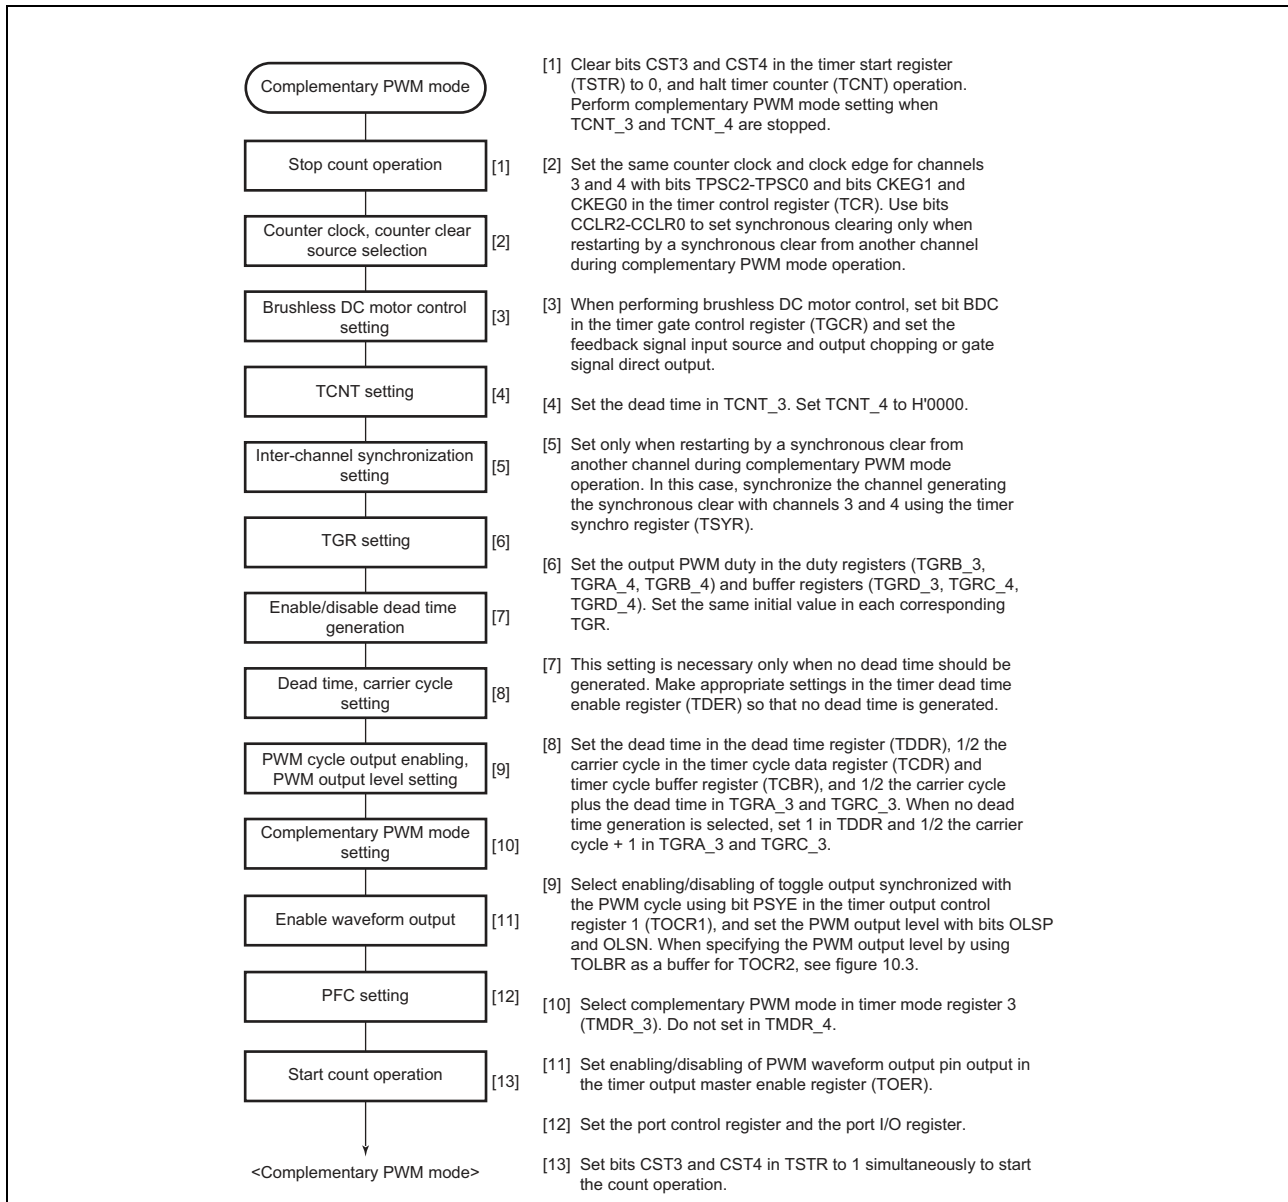 Complementary PWM mode
Stop count operation
[1]
Counter clock, counter clear
source selection
[2]
Brushless DC motor control
setting
[3]
TCNT setting
[4]
Inter-channel synchronization
setting
[5]
TGR setting
[6]
Enable/disable dead time
generation
[7]
Dead time, carrier cycle
setting
[8]
PWM cycle output enabling,
PWM output level setting
[9]
Complementary PWM mode
setting
[10]
Enable waveform output
[11]
PFC setting
[12]
Start count operation
[13]
<Complementary PWM mode>
[1] Clear bits CST3 and CST4 in the timer start register
(TSTR) to 0, and halt timer counter (TCNT) operation.
Perform complementary PWM mode setting when
TCNT_3 and TCNT_4 are stopped.
[2] Set the same counter clock and clock edge for channels
3 and 4 with bits TPSC2-TPSC0 and bits CKEG1 and
CKEG0 in the timer control register (TCR). Use bits
CCLR2-CCLR0 to set synchronous clearing only when
restarting by a synchronous clear from another channel
during complementary PWM mode operation.
[3] When performing brushless DC motor control, set bit BDC
in the timer gate control register (TGCR) and set the
feedback signal input source and output chopping or gate
signal direct output.
[4] Set the dead time in TCNT_3. Set TCNT_4 to H'0000.
[5] Set only when restarting by a synchronous clear from
another channel during complementary PWM mode
operation. In this case, synchronize the channel generating
the synchronous clear with channels 3 and 4 using the timer
synchro register (TSYR).
[6] Set the output PWM duty in the duty registers (TGRB_3,
TGRA_4, TGRB_4) and buffer registers (TGRD_3, TGRC_4,
TGRD_4). Set the same initial value in each corresponding
TGR.
[7] This setting is necessary only when no dead time should be
generated. Make appropriate settings in the timer dead time
enable register (TDER) so that no dead time is generated.
[8] Set the dead time in the dead time register (TDDR), 1/2 the
carrier cycle in the timer cycle data register (TCDR) and
timer cycle buffer register (TCBR), and 1/2 the carrier cycle
plus the dead time in TGRA_3 and TGRC_3. When no dead
time generation is selected, set 1 in TDDR and 1/2 the carrier
cycle + 1 in TGRA_3 and TGRC_3.
[9] Select enabling/disabling of toggle output synchronized with
the PWM cycle using bit PSYE in the timer output control
register 1 (TOCR1), and set the PWM output level with bits OLSP
and OLSN. When specifying the PWM output level by using
TOLBR as a buffer for TOCR2, see figure 10.3.
[10] Select complementary PWM mode in timer mode register 3
(TMDR_3). Do not set in TMDR_4.
[11] Set enabling/disabling of PWM waveform output pin output in
the timer output master enable register (TOER).
[12] Set the port control register and the port I/O register.
[13] Set bits CST3 and CST4 in TSTR to 1 simultaneously to start
the count operation.